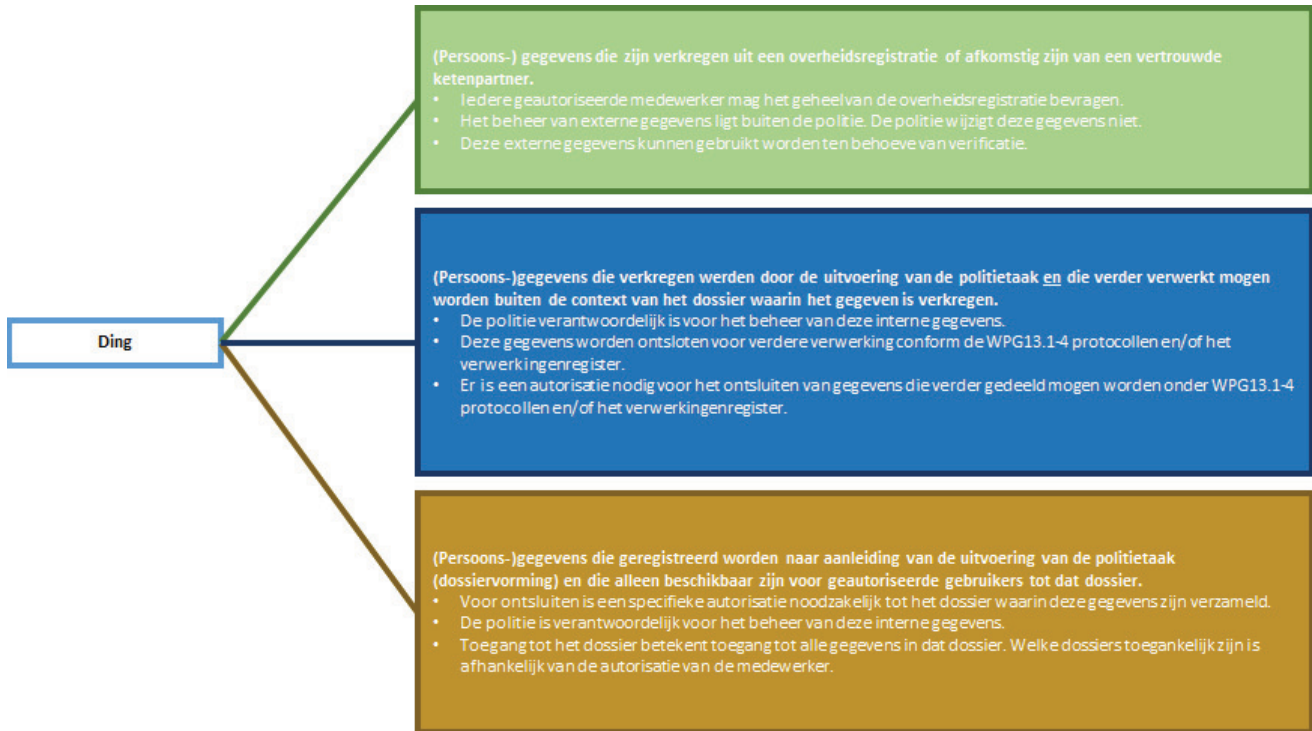 (Persoons-) gegevens die zijn verkregen uit een overheidsregistratie of afkomstig zijn van een vertrouwde
ketenpartner.
• Iedere geautoriseerde medewerker mag het geheel van de overheidsregistratie bevragen.
• Het beheer van externe gegevens ligt buiten de politie. De politie wijzigt deze gegevens niet.
• Deze externe gegevens kunnen gebruikt worden ten behoeve van verificatie.
(Persoons-)gegevens die verkregen werden door de uitvoering van de politietaak en die verder verwerkt mogen
worden buiten de context van het dossier waarin het gegeven is verkregen.
• De politie verantwoordelijk is voor het beheer van deze interne gegevens.
• Deze gegevens worden ontsloten voor verdere verwerking conform de WPG13.1-4 protocollen en/of het
verwerkingenregister.
• Er is een autorisatie nodig voor het ontsluiten van gegevens die verder gedeeld mogen worden onder WPG13.1-4
protocollen en/of het verwerkingenregister.
Ding
(Persoons-)gegevens die geregistreerd worden naar aanleiding van de uitvoering van de politietaak
(dossiervorming) en die alleen beschikbaar zijn voor geautoriseerde gebruikers tot dat dossier.
• Voor ontsluiten is een specifieke autorisatie noodzakelijk tot het dossier waarin deze gegevens zijn verzameld.
• De politie is verantwoordelijk voor het beheer van deze interne gegevens.
• Toegang tot het dossier betekent toegang tot alle gegevens in dat dossier. Welke dossiers toegankelijk zijn is
afhankelijk van de autorisatie van de medewerker.